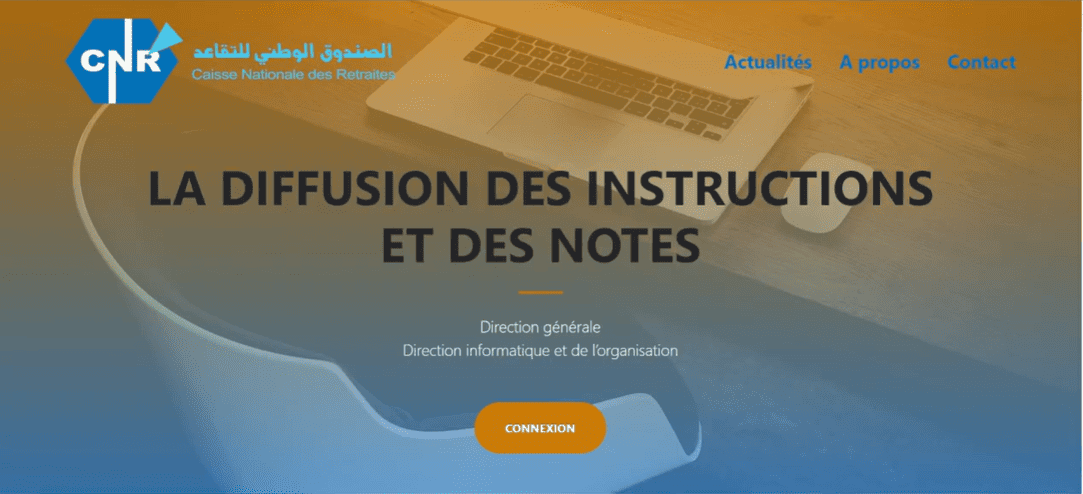 CNR
الصندوق الوطني للتقاعد
Caisse Nationale des Retraites
Actualités A propos Contact
LA DIFFUSION DES INSTRUCTIONS
ET DES NOTES
Direction générale
Direction informatique et de l'organisation
CONNEXION